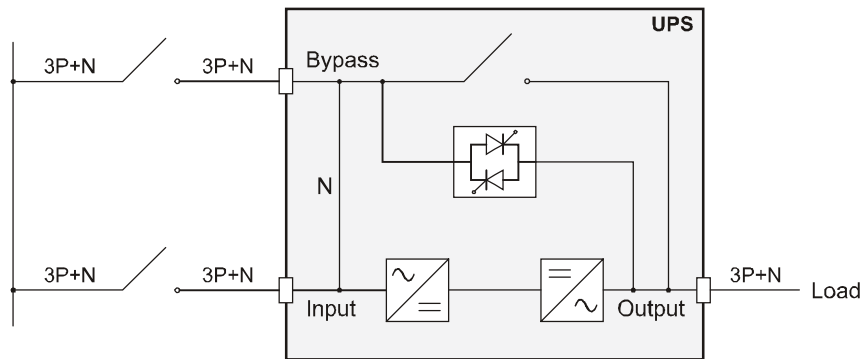 UPS
3P+N
3P+N
Bypass
N
3P+N
3P+N
Input
Output
3P+N
Load